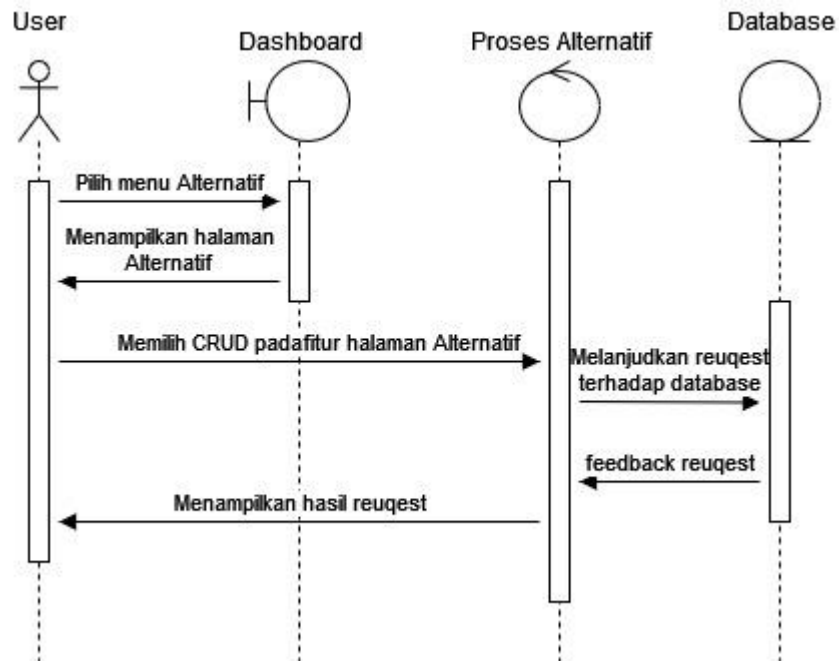 User
Dashboard
Proses Alternatif
Database
Pilih menu Alternatif
Menampilkan halaman
Alternatif
Memilih CRUD padafitur halaman Alternatif
Melanjudkan reuqest
terhadap database
feedback reuqest
Menampilkan hasil reuqest